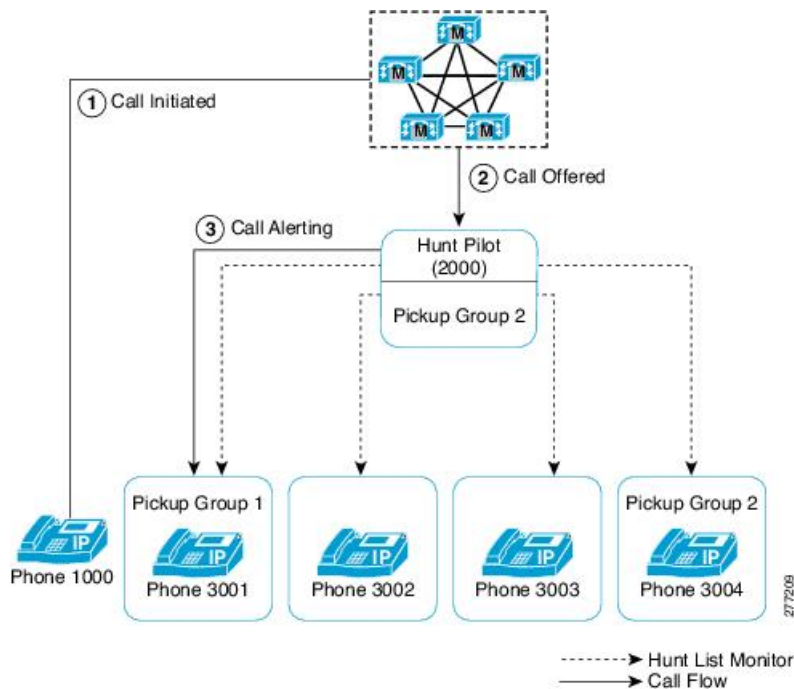 M
M
M
M
M
1 Call Initiated
2 Call Offered
3 Call Alerting
Hunt Pilot
(2000)
Pickup Group 2
Pickup Group 1
Pickup Group 2
IP
IP
IP
IP
IP
Phone 1000
Phone 3001
Phone 3002
Phone 3003
Phone 3004
277209
Hunt List Monitor
Call Flow